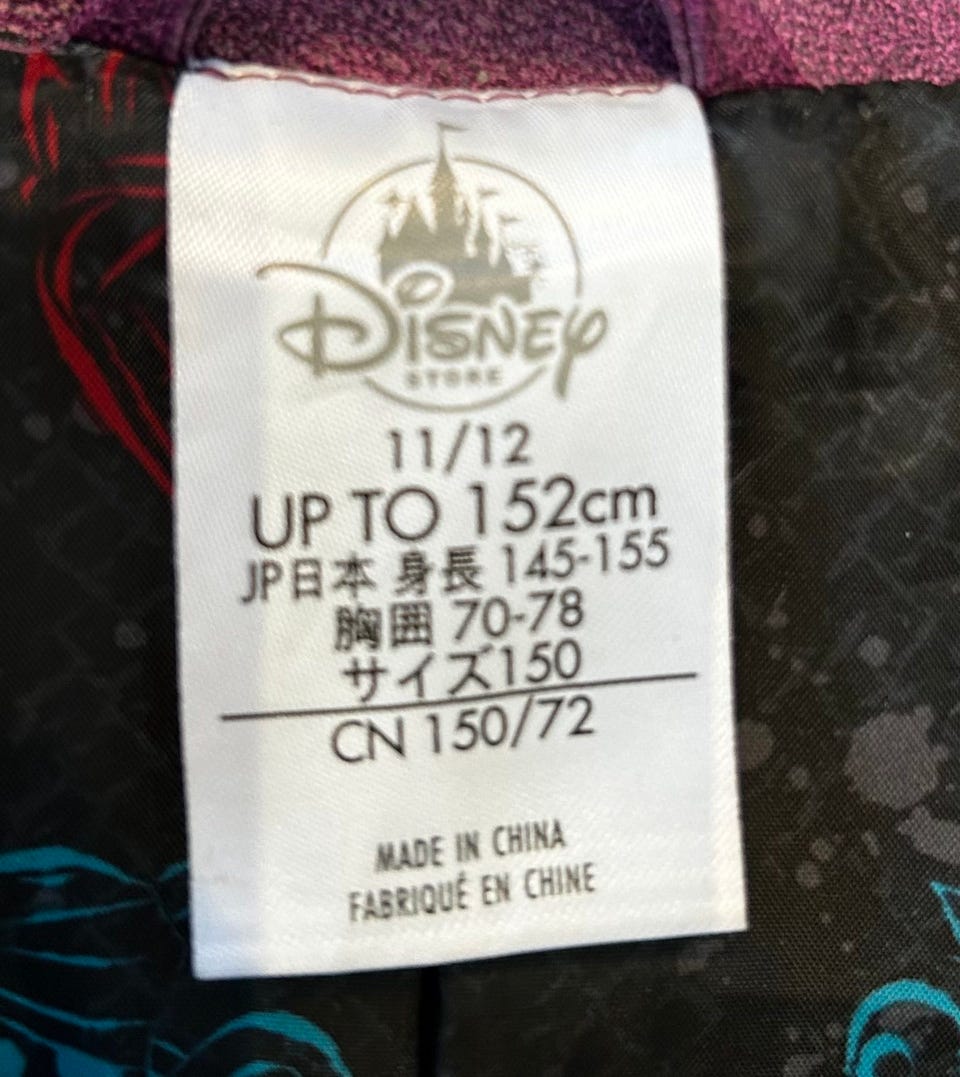 Disney
STORE
11/12
UP TO 152cm
JP日本 身長 145-155
胸囲 70-78
サイズ150
CN 150/72
MADE IN CHINA
FABRIQUÉ EN CHINE